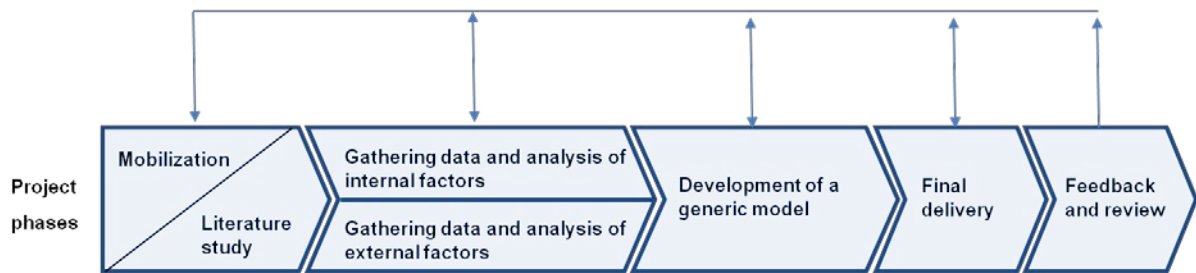 Project
phases
Mobilization
Literature
study
Gathering data and analysis of
internal factors
Gathering data and analysis of
external factors
Development of a
generic model
Final
delivery
Feedback
and review